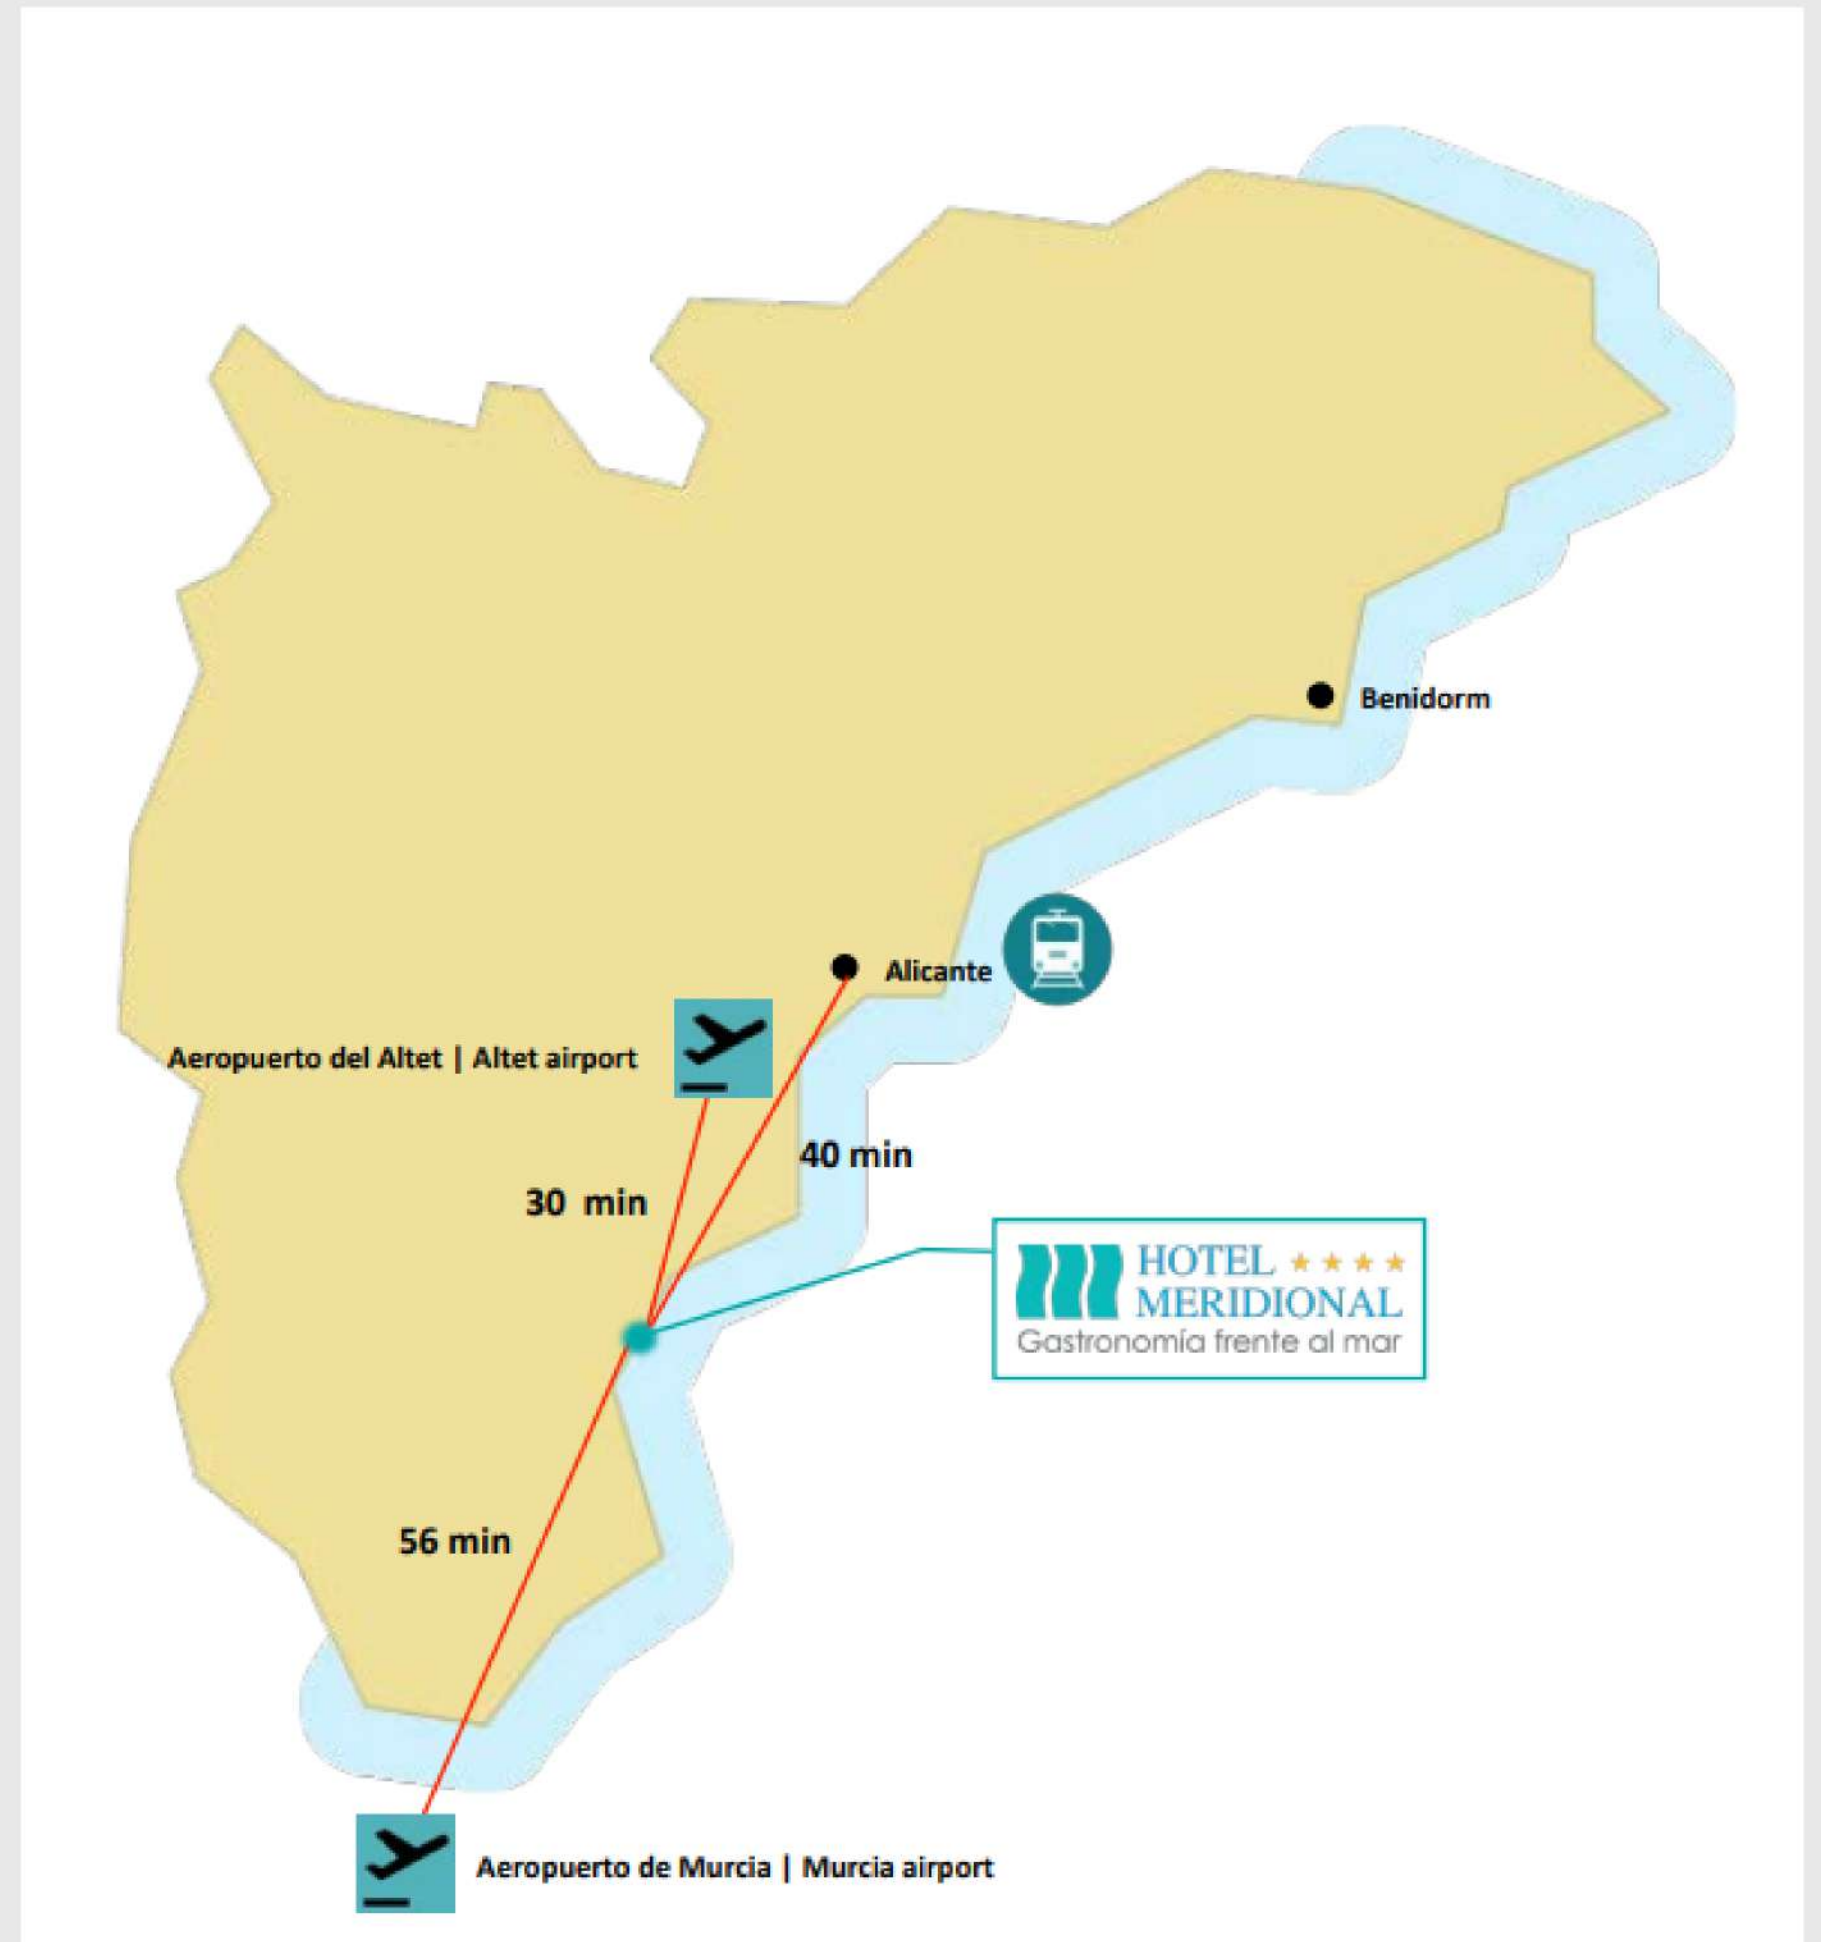 Benidorm
Alicante
Aeropuerto del Altet | Altet airport
40 min
30 min
HOTEL
MERIDIONAL
Gastronomía frente al mar
56 min
Aeropuerto de Murcia | Murcia airport